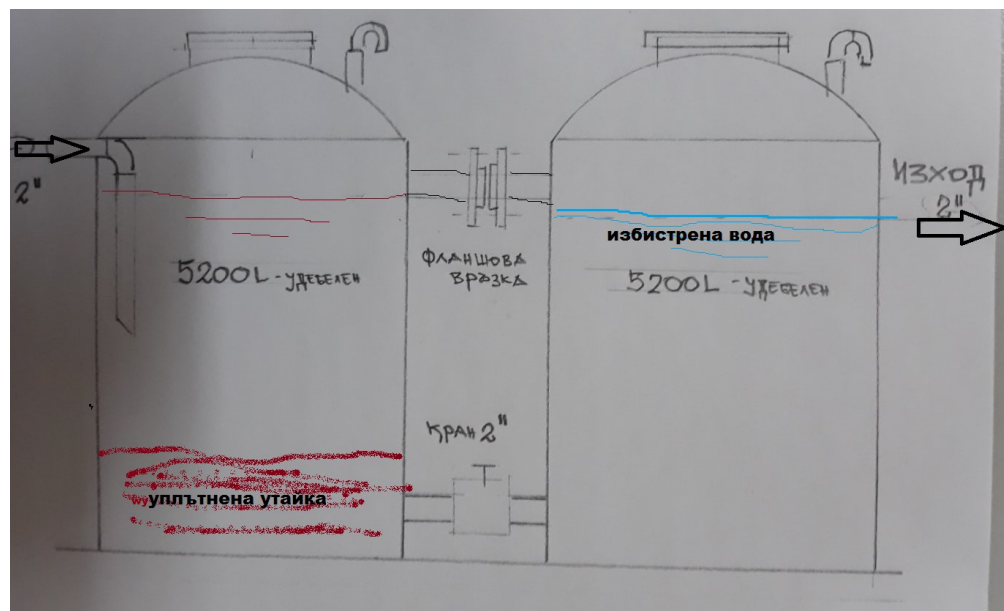 2"
5200L - УДЕБЕЛЕН
ФЛАНШОВА
ВРЪЗКА
ИЗХОД
2"
избистрена вода
5200L - УДЕБЕЛЕН
КРАН 2"
уплътнена утайка